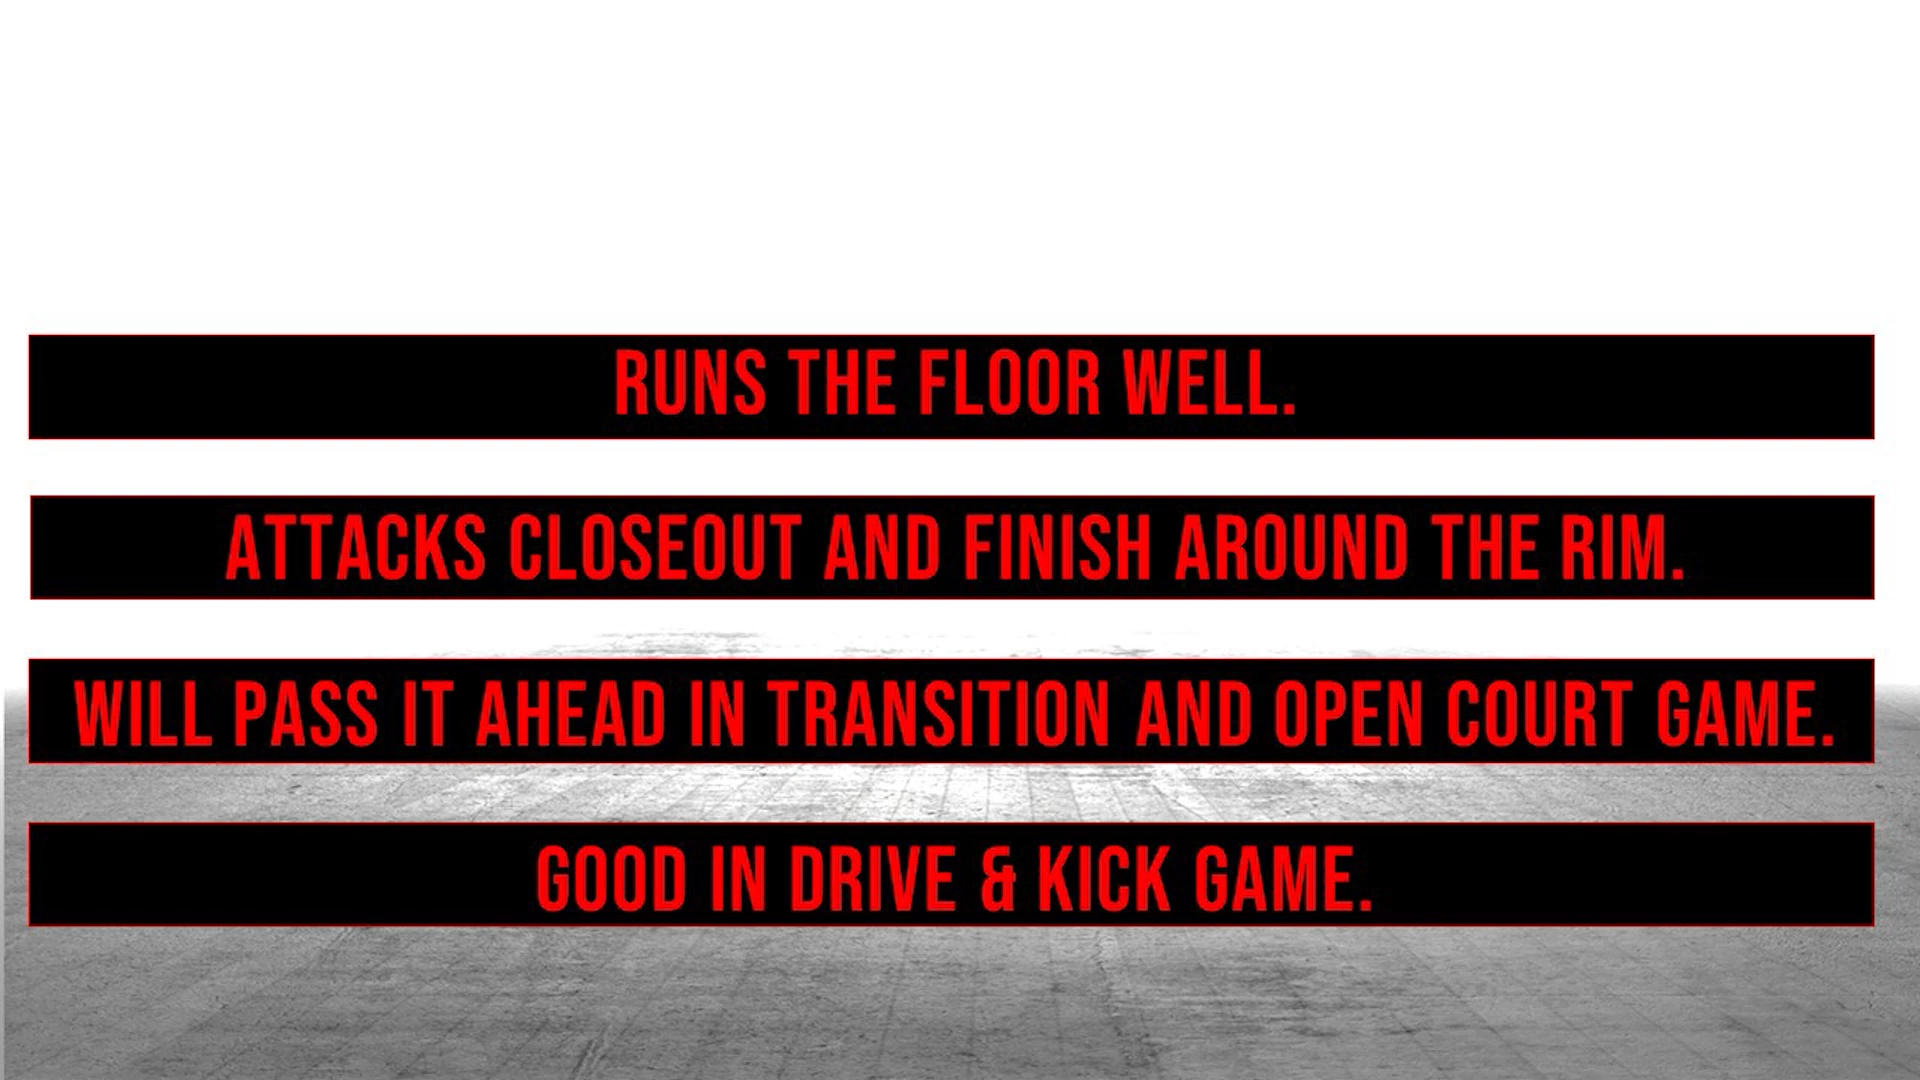 RUNS THE FLOOR WELL.
ATTACKS CLOSEOUT AND FINISH AROUND THE RIM.
WILL PASS IT AHEAD IN TRANSITION AND OPEN COURT GAME.
GOOD IN DRIVE & KICK GAME.